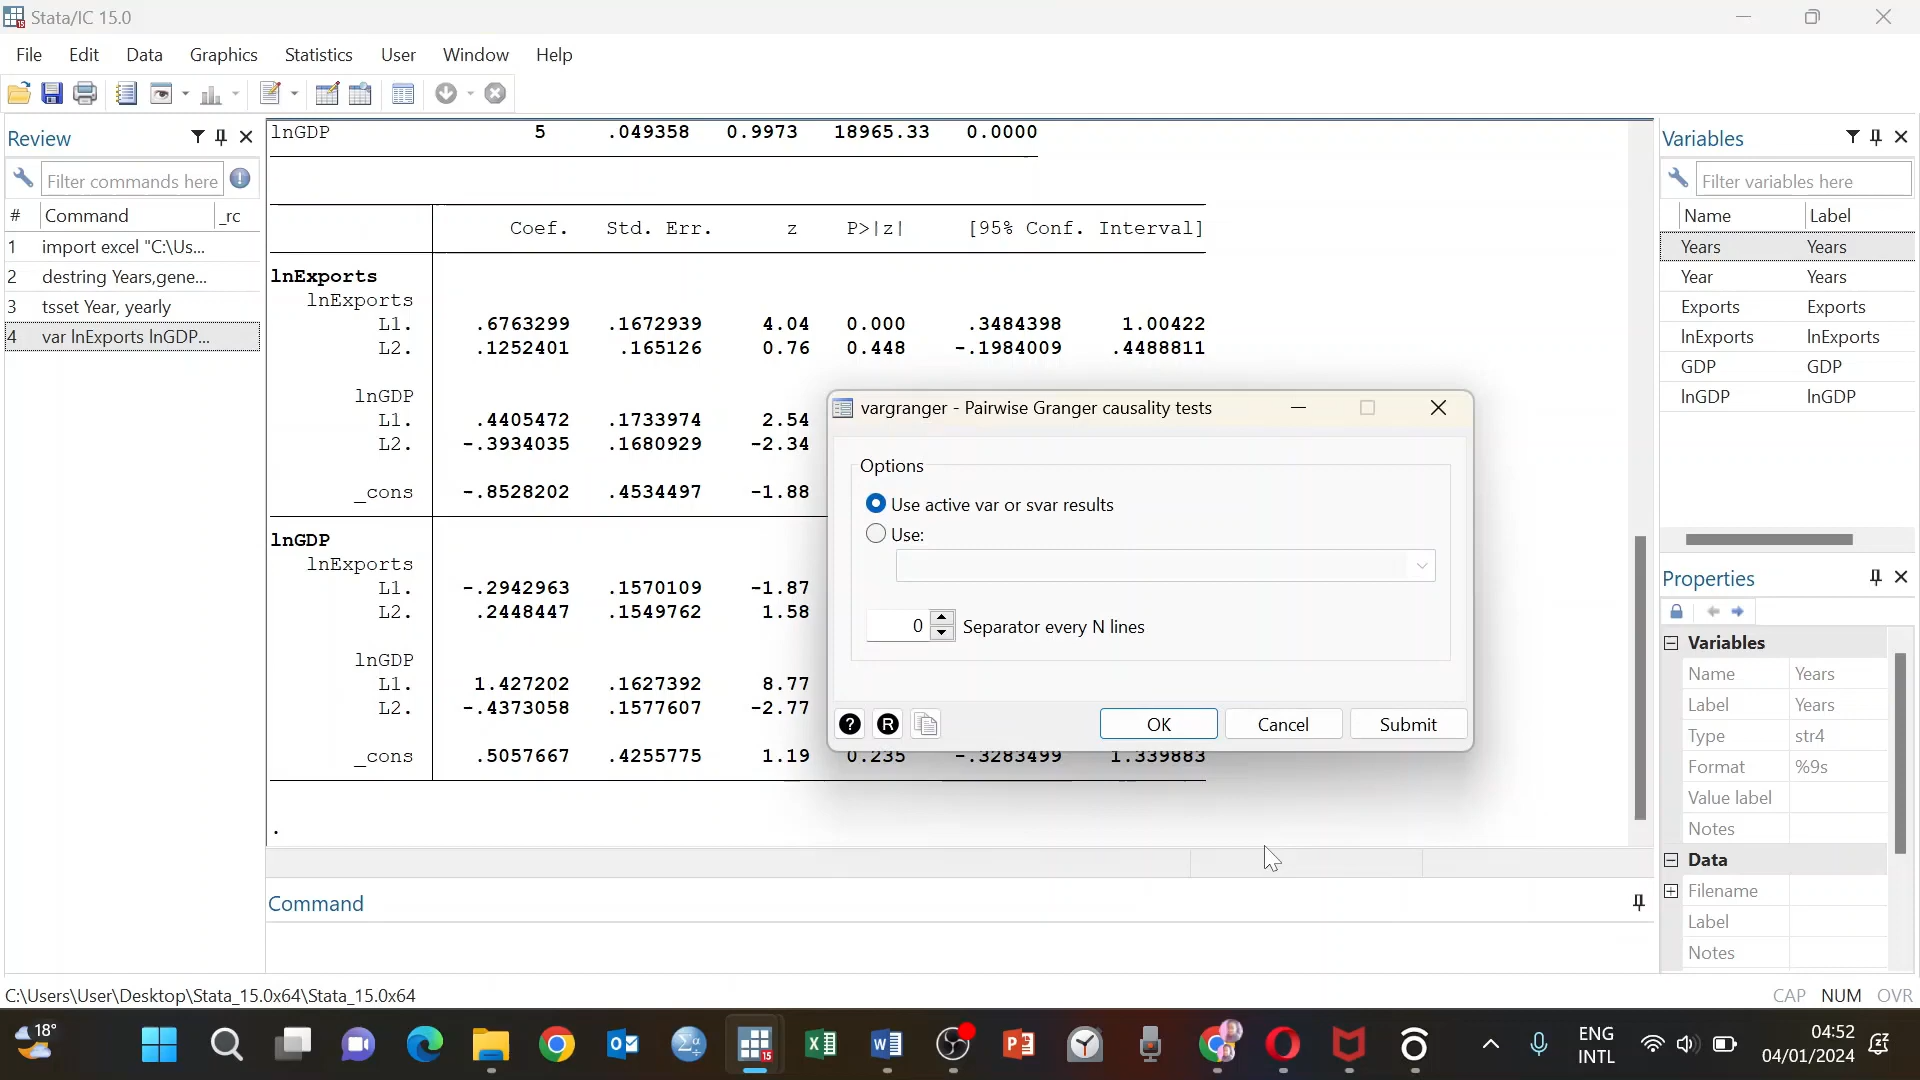 Stata/IC 15.0
File Edit Data Graphics Statistics User Window Help
Review
Filter commands here
# Command _rc
1 import excel "C:\Us...
2 destring Years,gene...
3 tsset Year, yearly
4 var lnExports lnGDP...
lnGDP 5 .049358 0.9973 18965.33 0.0000
Coef. Std. Err. z P>|z| [95% Conf. Interval]
lnExports
lnExports
L1. .6763299 .1672939 4.04 0.000 .3484398 1.00422
L2. .1252401 .165126 0.76 0.448 -.1984009 .4488811
lnGDP
L1. .4405472 .1733974 2.54
L2. -.3934035 .1680929 -2.34
_cons -.8528202 .4534497 -1.88
lnGDP
lnExports
L1. -.2942963 .1570109 -1.87
L2. .2448447 .1549762 1.58
lnGDP
L1. 1.427202 .1627392 8.77
L2. -.4373058 .1577607 -2.77
_cons .5057667 .4255775 1.19 0.235 -.3283499 1.339883
.
vargranger - Pairwise Granger causality tests
Options
Use active var or svar results
Use:
0 Separator every N lines
? R OK Cancel Submit
Command
Variables
Filter variables here
Name Label
Years Years
Year Years
Exports Exports
lnExports lnExports
GDP GDP
lnGDP lnGDP
Properties
Variables
Name Years
Label Years
Type str4
Format %9s
Value label
Notes
Data
Filename
Label
Notes
C:\Users\User\Desktop\Stata_15.0x64\Stata_15.0x64
CAP NUM OVR
18°
15
ENG
INTL
04:52
04/01/2024